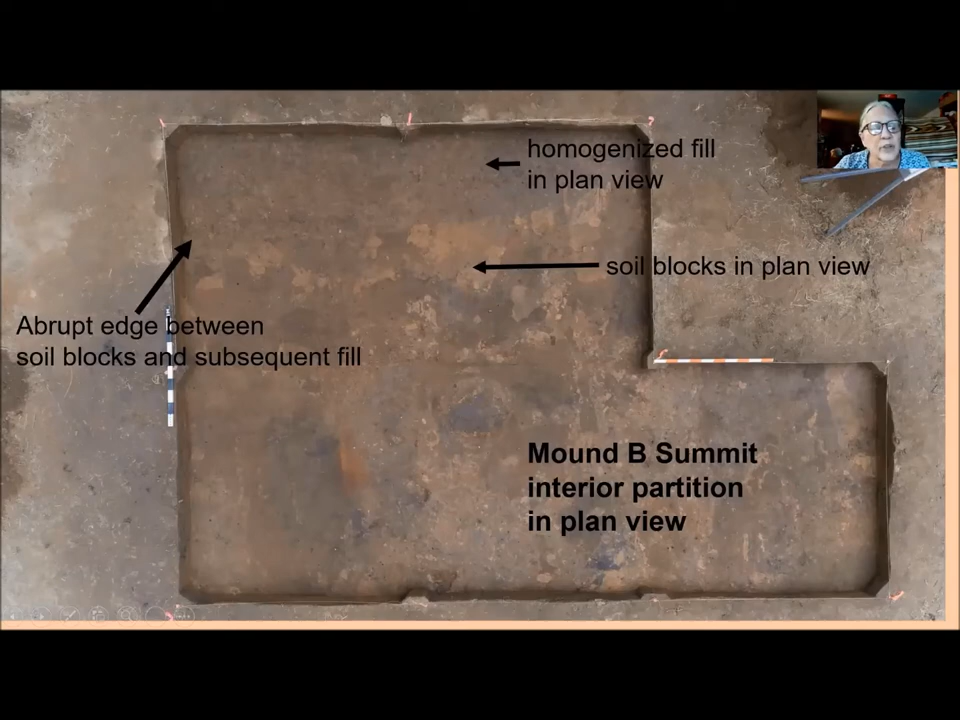 homogenized fill
in plan view
soil blocks in plan view
Abrupt edge between
soil blocks and subsequent fill
Mound B Summit
interior partition
in plan view